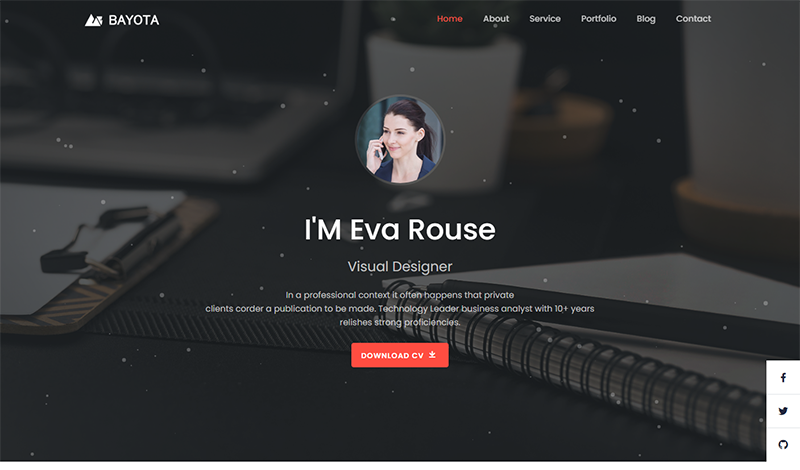 BAYOTA
Home About Service Portfolio Blog Contact
I'M Eva Rouse
Visual Designer
In a professional context it often happens that private
clients corder a publication to be made. Technology Leader business analyst with 10+ years
relishes strong proficiencies.
DOWNLOAD CV